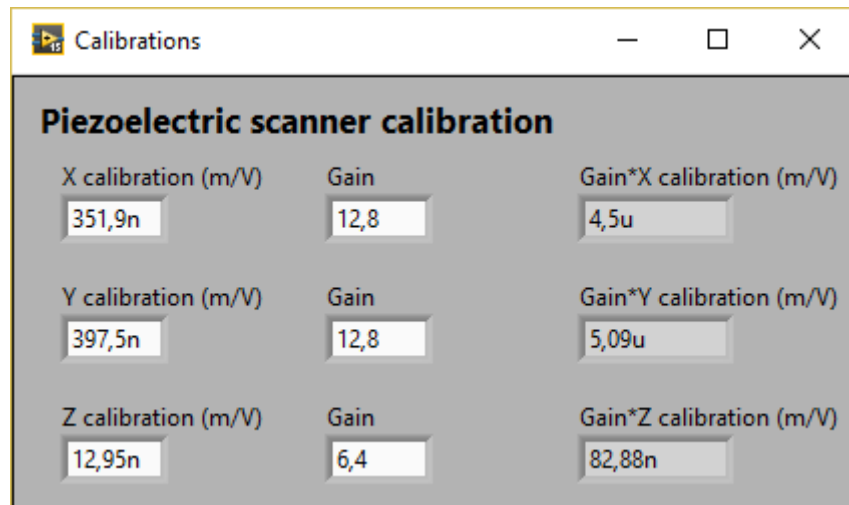 Calibrations
Piezoelectric scanner calibration
X calibration (m/V) Gain Gain*X calibration (m/V)
351,9n 12,8 4,5u
Y calibration (m/V) Gain Gain*Y calibration (m/V)
397,5n 12,8 5,09u
Z calibration (m/V) Gain Gain*Z calibration (m/V)
12,95n 6,4 82,88n